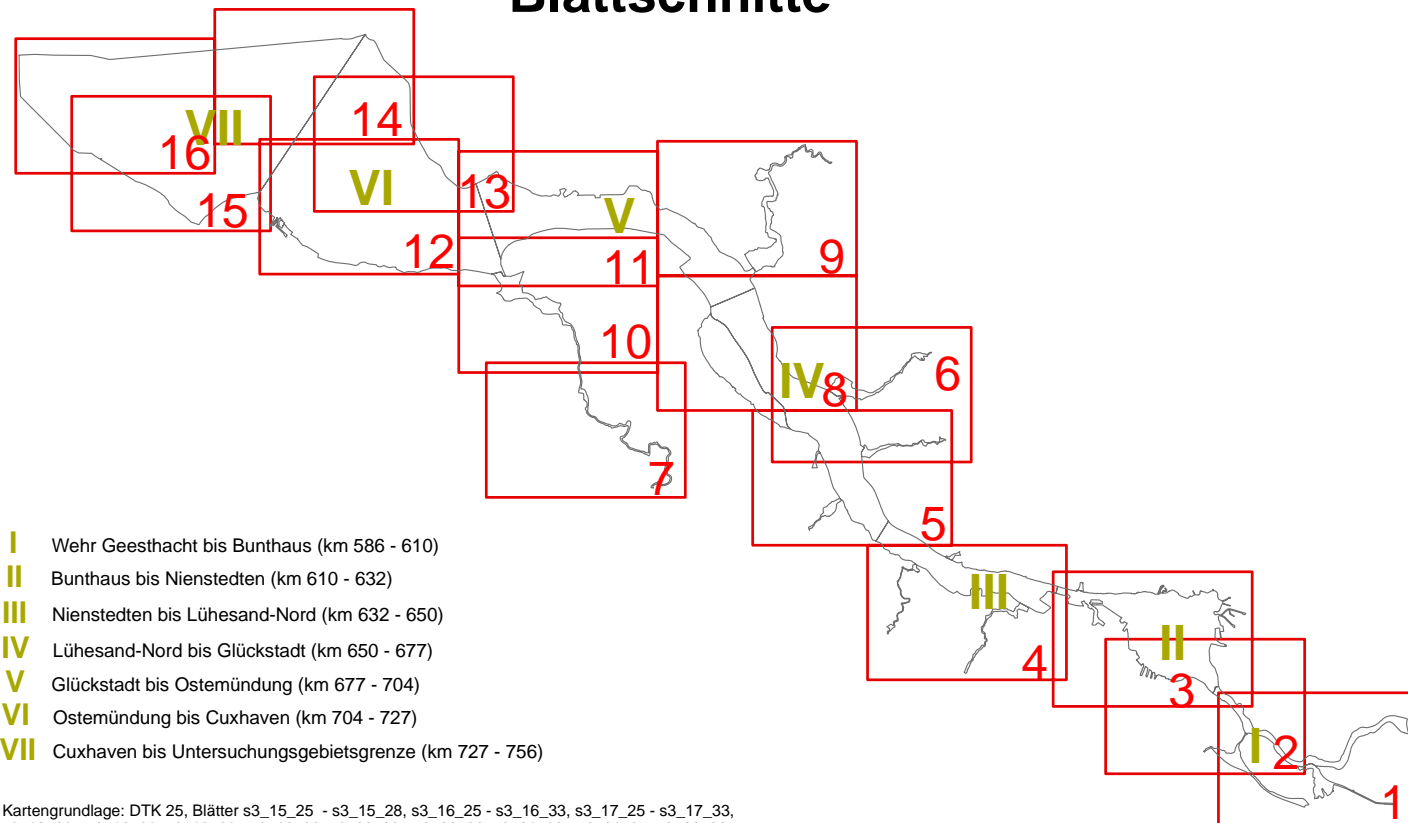 Blattschnitte
14
VII
16
VI
13
15
V
12
11
9
10
IV
8
6
7
5
III
II
4
3
I
2
1
I Wehr Geesthacht bis Bunthaus (km 586 - 610)
II Bunthaus bis Nienstedten (km 610 - 632)
III Nienstedten bis Lühesand-Nord (km 632 - 650)
IV Lühesand-Nord bis Glückstadt (km 650 - 677)
V Glückstadt bis Ostemündung (km 677 - 704)
VI Ostemündung bis Cuxhaven (km 704 - 727)
VII Cuxhaven bis Untersuchungsgebietsgrenze (km 727 - 756)
Kartengrundlage: DTK 25, Blätter s3_15_25 - s3_15_28, s3_16_25 - s3_16_33, s3_17_25 - s3_17_33,